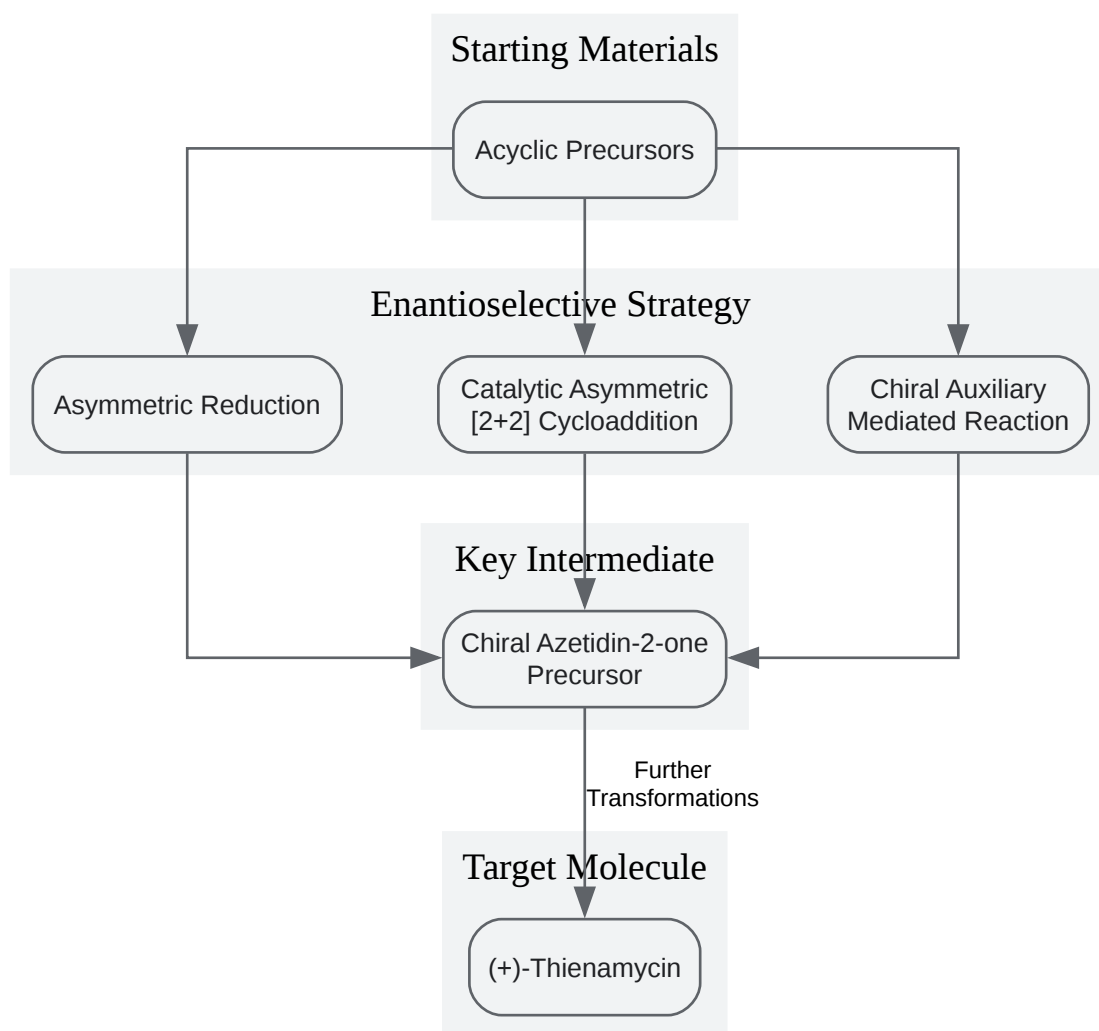 Starting Materials
Acyclic Precursors
Enantioselective Strategy
Asymmetric Reduction
Catalytic Asymmetric
[2+2] Cycloaddition
Chiral Auxiliary
Mediated Reaction
Key Intermediate
Chiral Azetidin-2-one
Precursor
Further
Transformations
Target Molecule
(+)-Thienamycin